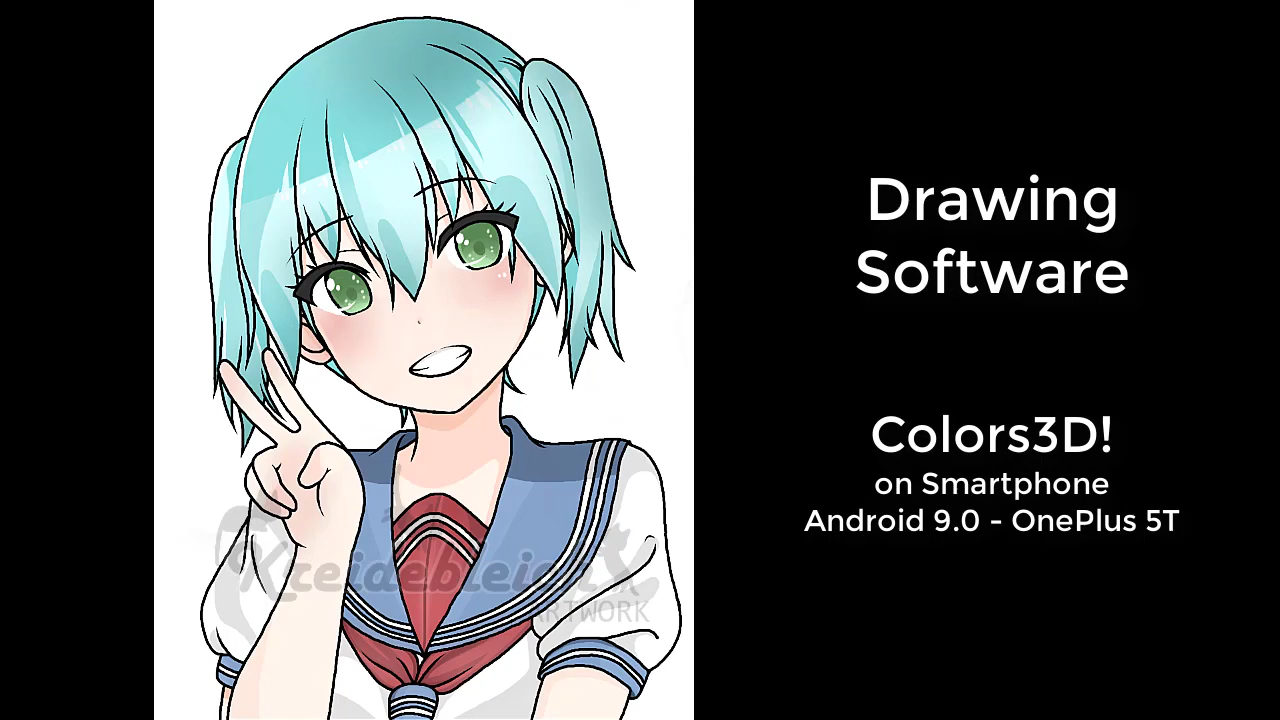 Drawing
Software
Colors3D!
on Smartphone
Android 9.0 - OnePlus 5T
ARTWORK